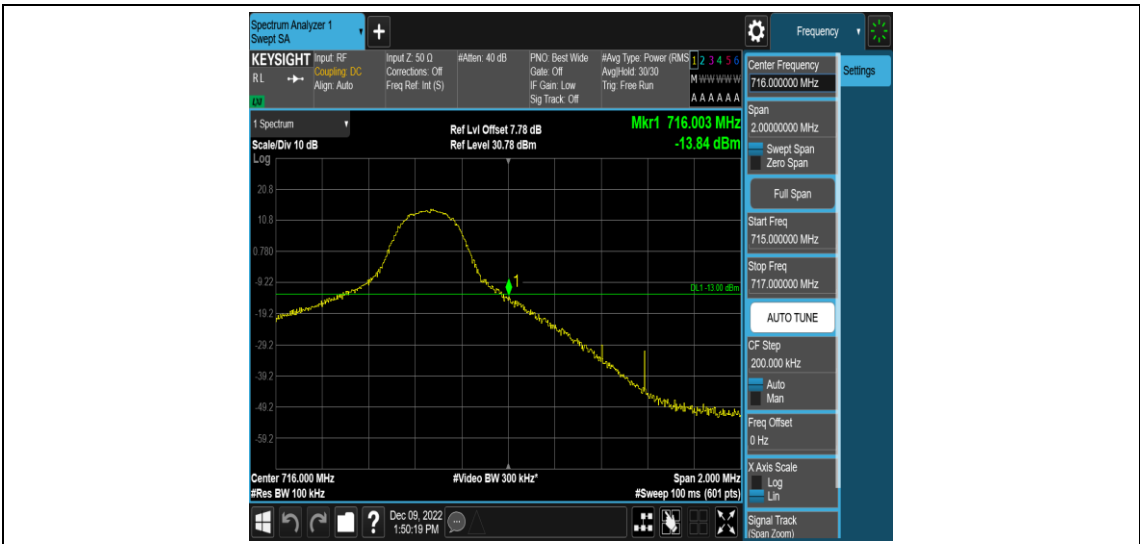 Spectrum Analyzer 1
Swept SA
+
Frequency
KEYSIGHT
RL
LXI
Input: RF
Coupling: DC
Align: Auto
Input Z: 50 Ω
Corrections: Off
Freq Ref: Int (S)
#Atten: 40 dB
PNO: Best Wide
Gate: Off
IF Gain: Low
Sig Track: Off
#Avg Type: Power (RMS
Avg|Hold: 30/30
Trig: Free Run
1 2 3 4 5 6
M W W W W W
A A A A A A
1 Spectrum
Scale/Div 10 dB
Log
Ref Lvl Offset 7.78 dB
Ref Level 30.78 dBm
Mkr1 716.003 MHz
-13.84 dBm
20.8
10.8
0.780
-9.22
-19.2
-29.2
-39.2
-49.2
-59.2
1
DL1 -13.00 dBm
Center 716.000 MHz
#Res BW 100 kHz
#Video BW 300 kHz*
Span 2.000 MHz
#Sweep 100 ms (601 pts)
?
Dec 09, 2022
1:50:19 PM
Center Frequency
716.000000 MHz
Settings
Span
2.00000000 MHz
Swept Span
Zero Span
Full Span
Start Freq
715.000000 MHz
Stop Freq
717.000000 MHz
AUTO TUNE
CF Step
200.000 kHz
Auto
Man
Freq Offset
0 Hz
X Axis Scale
Log
Lin
Signal Track
(Span Zoom)